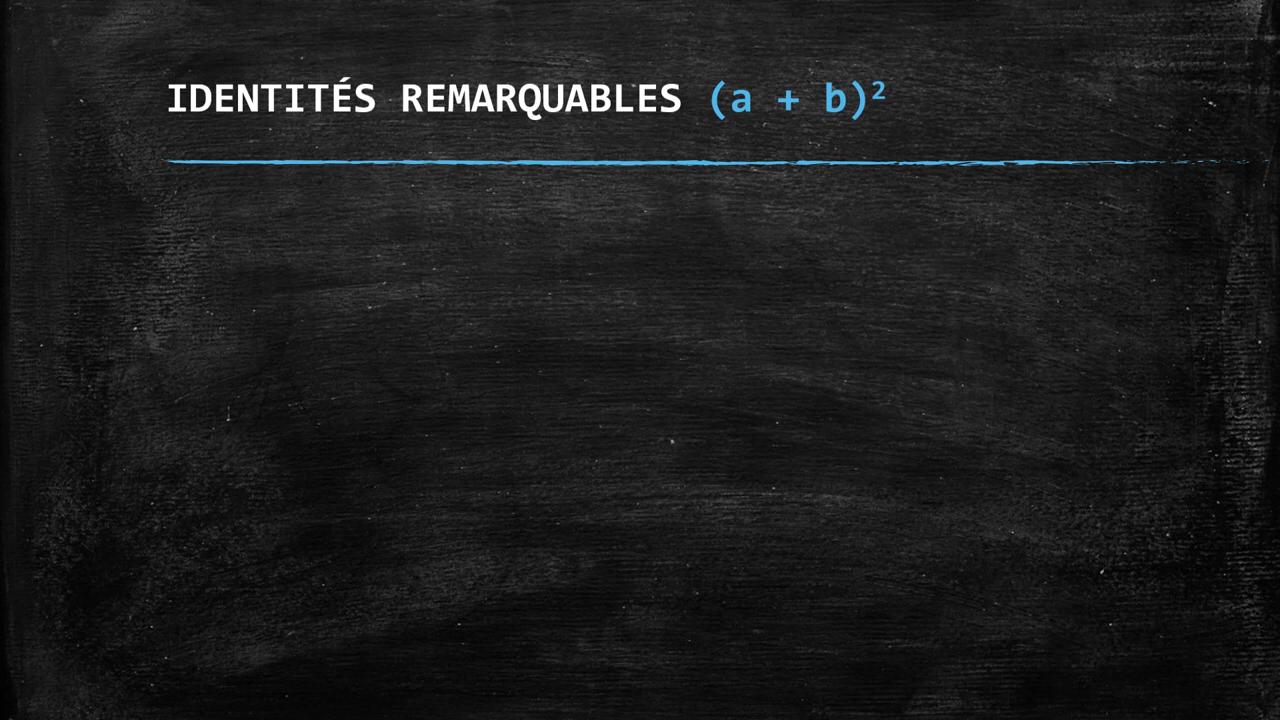 IDENTITÉS REMARQUABLES (a + b)²